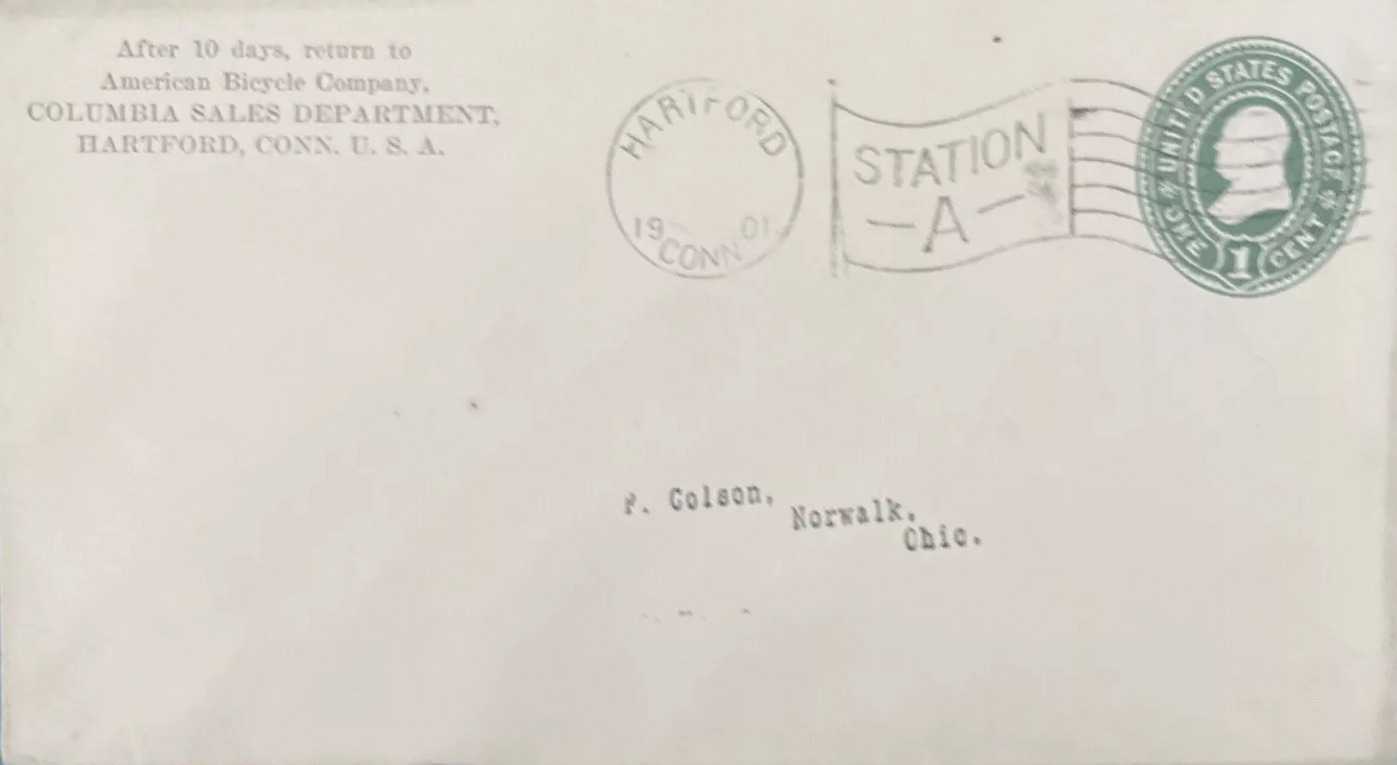 After 10 days, return to
American Bicycle Company,
COLUMBIA SALES DEPARTMENT,
HARTFORD, CONN. U. S. A.
HARTFORD
19 01
CONN
STATION
—A—
UNITED STATES POSTAGE
ONE 1 CENT
P. Colson,
Norwalk,
Ohio.